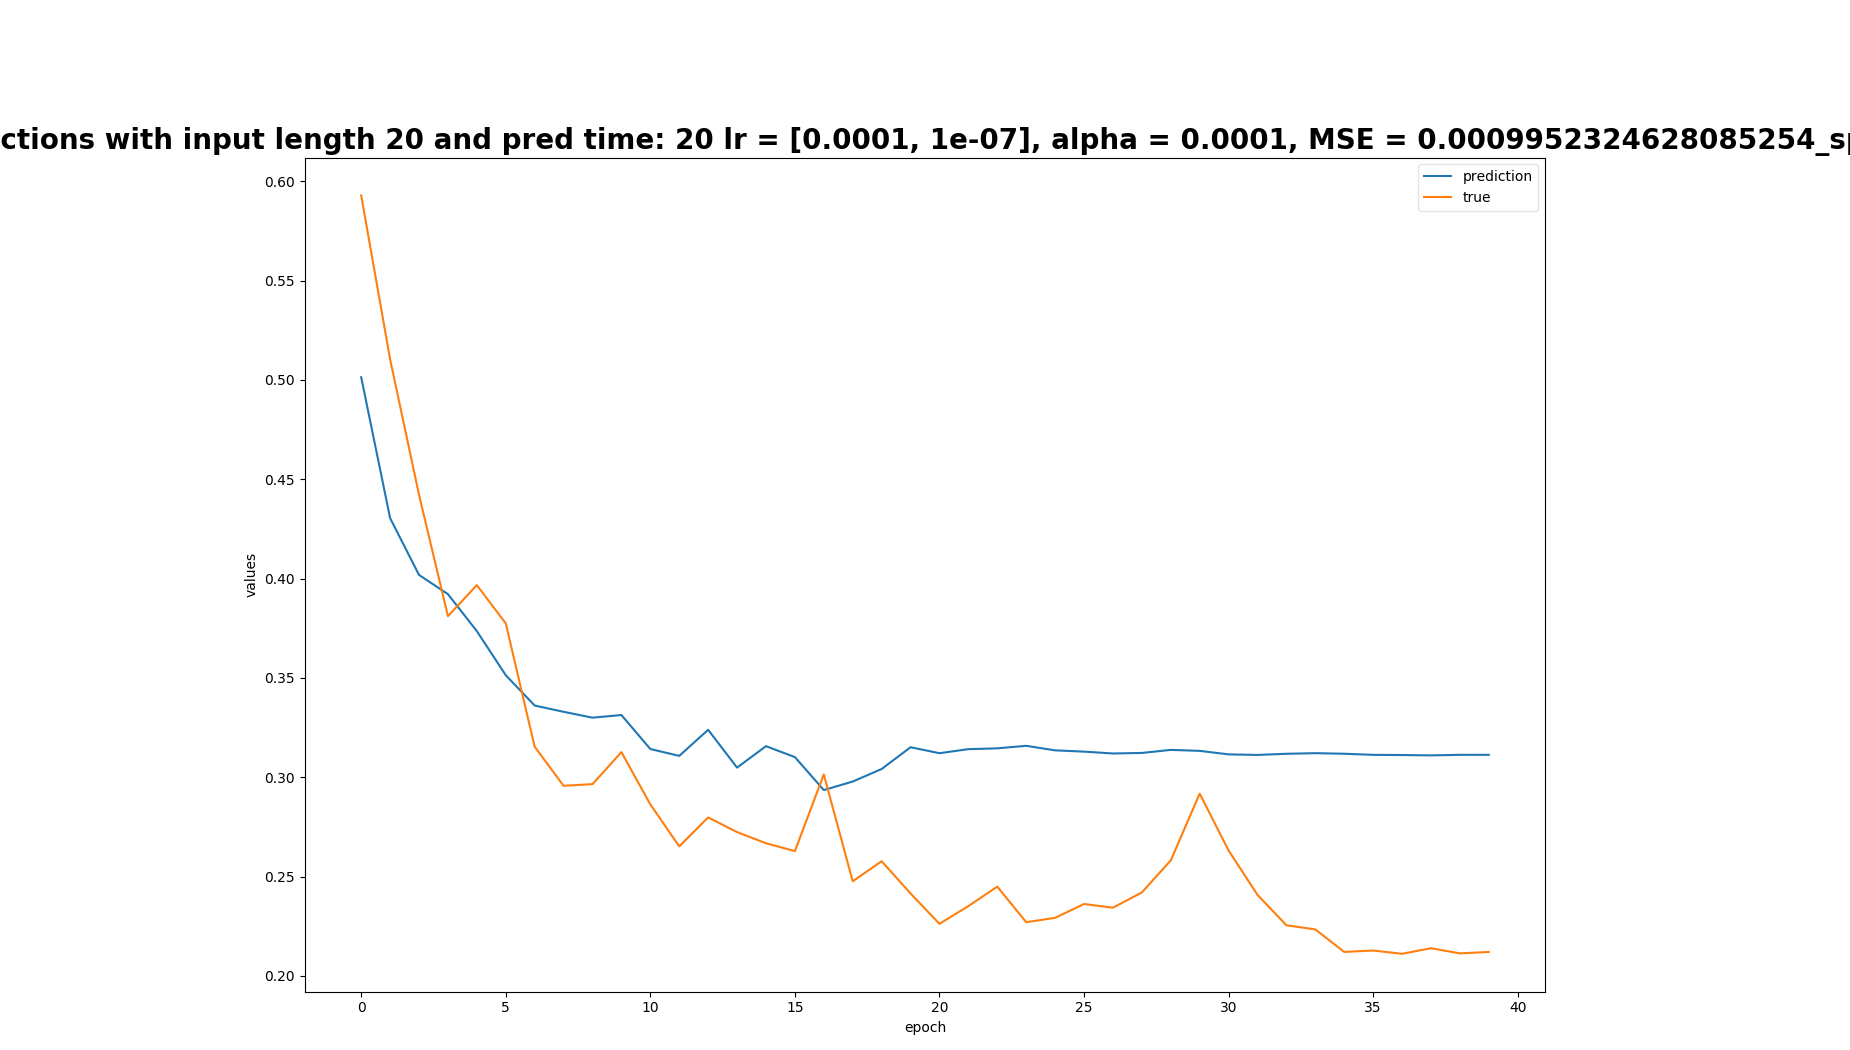 ctions with input length 20 and pred time: 20 lr = [0.0001, 1e-07], alpha = 0.0001, MSE = 0.0009952324628085254_sp
prediction
true
0.60
0.55
0.50
0.45
0.40
0.35
0.30
0.25
0.20
values
0 5 10 15 20 25 30 35 40
epoch